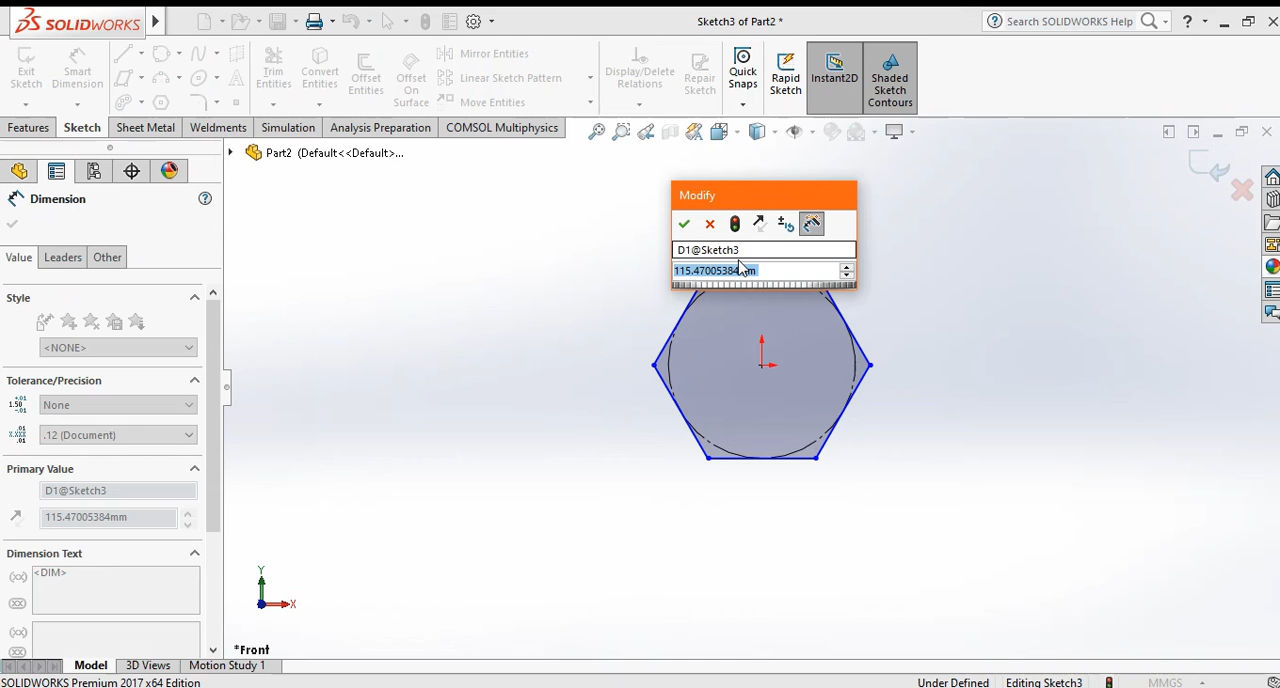 SOLIDWORKS
Sketch3 of Part2 *
Search SOLIDWORKS Help
?
Exit Sketch
Smart Dimension
Trim Entities
Convert Entities
Offset Entities
Offset On Surface
Mirror Entities
Linear Sketch Pattern
Move Entities
Display/Delete Relations
Repair Sketch
Quick Snaps
Rapid Sketch
Instant2D
Shaded Sketch Contours
Features
Sketch
Sheet Metal
Weldments
Simulation
Analysis Preparation
COMSOL Multiphysics
Part2 (Default<<Default>...
Dimension
Value
Leaders
Other
Style
<NONE>
Tolerance/Precision
None
.12 (Document)
Primary Value
D1@Sketch3
115.47005384mm
Dimension Text
<DIM>
Modify
D1@Sketch3
115.47005384mm
Y
X
*Front
Model
3D Views
Motion Study 1
SOLIDWORKS Premium 2017 x64 Edition
Under Defined
Editing Sketch3
MMGS